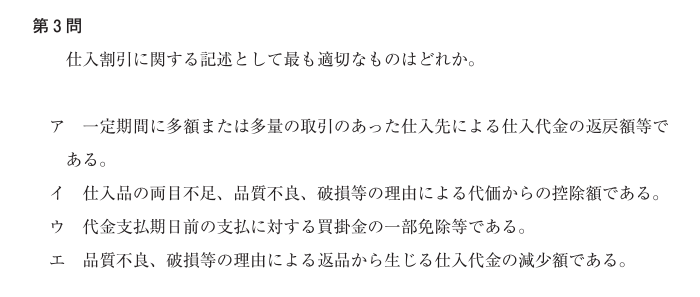 第3問
仕入割引に関する記述として最も適切なものはどれか。
ア　一定期間に多額または多量の取引のあった仕入先による仕入代金の返戻額等で
ある。
イ　仕入品の両目不足、品質不良、破損等の理由による代価からの控除額である。
ウ　代金支払期日前の支払に対する買掛金の一部免除等である。
エ　品質不良、破損等の理由による返品から生じる仕入代金の減少額である。